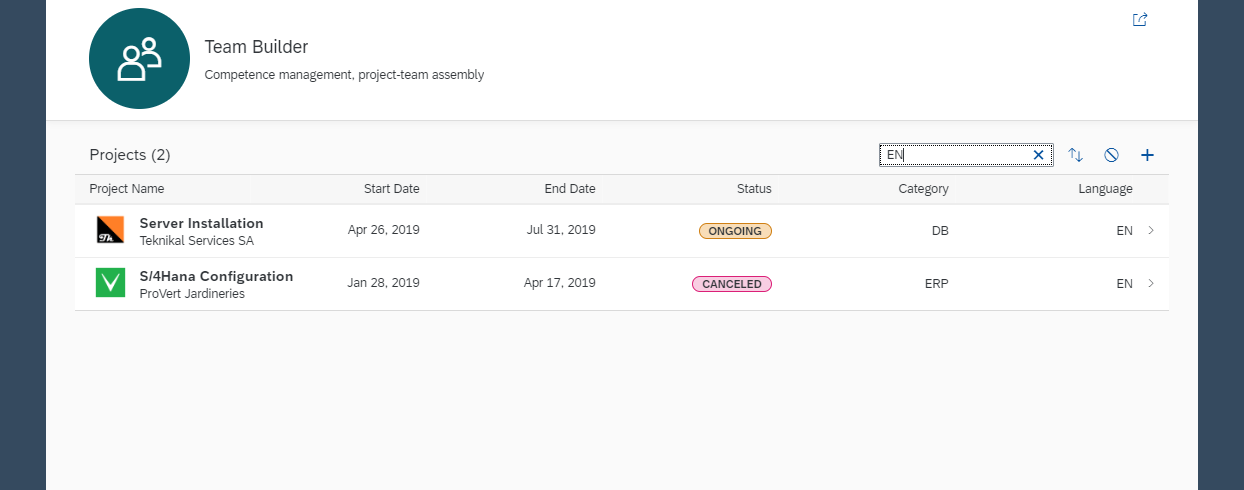 Team Builder
Competence management, project-team assembly
Projects (2)
EN
Project Name Start Date End Date Status Category Language
Th
Server Installation
Teknikal Services SA
Apr 26, 2019 Jul 31, 2019 ONGOING DB EN
S/4Hana Configuration
ProVert Jardineries
Jan 28, 2019 Apr 17, 2019 CANCELED ERP EN